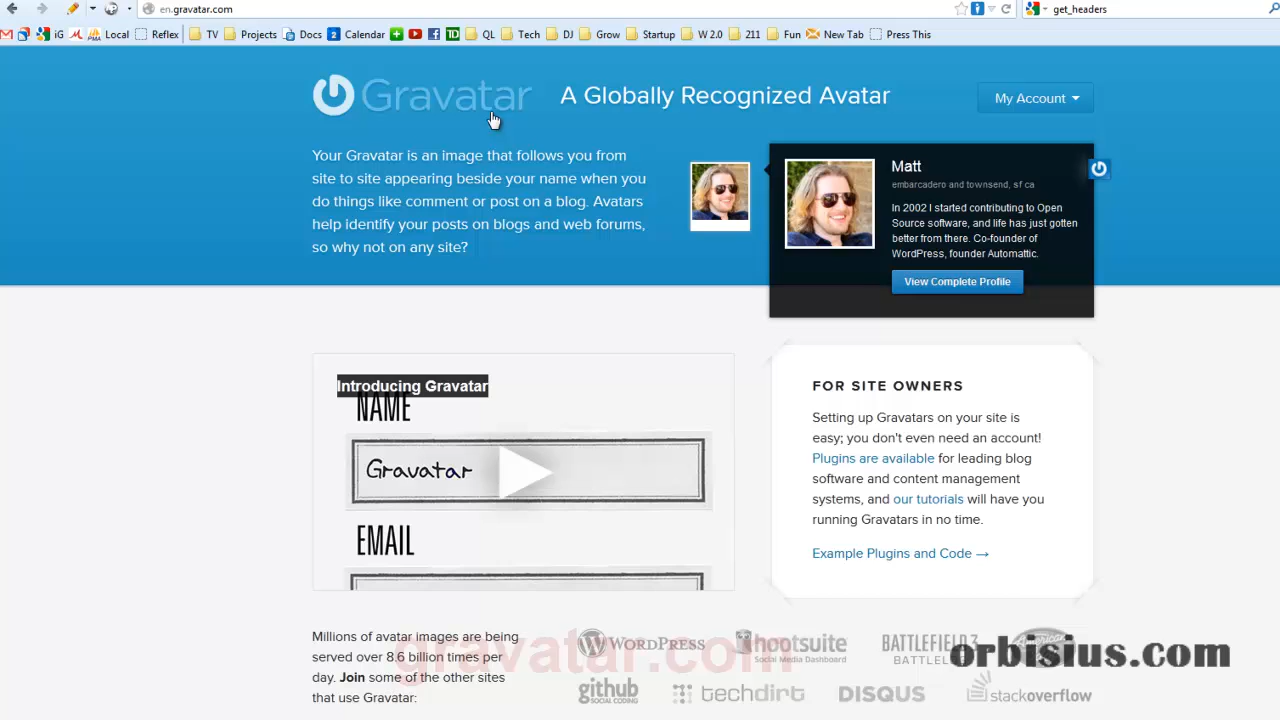 en.gravatar.com
get_headers
iG
Local
Reflex
TV
Projects
Docs
2 Calendar
TD
QL
Tech
DJ
Grow
Startup
W 2.0
211
Fun
New Tab
Press This
Gravatar
A Globally Recognized Avatar
My Account
Your Gravatar is an image that follows you from
site to site appearing beside your name when you
do things like comment or post on a blog. Avatars
help identify your posts on blogs and web forums,
so why not on any site?
Matt
embarcadero and townsend, sf ca
In 2002 I started contributing to Open
Source software, and life has just gotten
better from there. Co-founder of
WordPress, founder Automattic.
View Complete Profile
Introducing Gravatar
NAME
Gravatar
EMAIL
FOR SITE OWNERS
Setting up Gravatars on your site is
easy; you don't even need an account!
Plugins are available for leading blog
software and content management
systems, and our tutorials will have you
running Gravatars in no time.
Example Plugins and Code →
Millions of avatar images are being
served over 8.6 billion times per
day. Join some of the other sites
that use Gravatar:
WORDPRESS
hootsuite
Social Media Dashboard
BATTLEFIELD 3
gravatar.com
orbisius.com
github
SOCIAL CODING
techdirt
DISQUS
stackoverflow